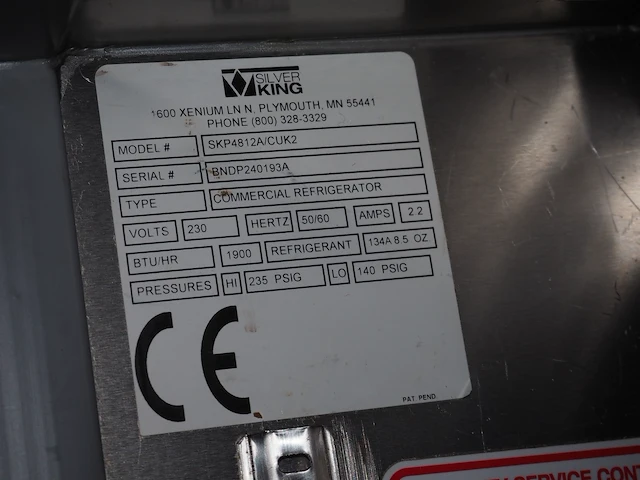 SILVER
KING
1600 XENIUM LN N, PLYMOUTH, MN 55441
PHONE (800) 328-3329
MODEL # SKP4812A/CUK2
SERIAL # BNDP240193A
TYPE COMMERCIAL REFRIGERATOR
VOLTS 230 HERTZ 50/60 AMPS 2.2
BTU/HR 1900 REFRIGERANT 134A 8.5 OZ
PRESSURES HI 235 PSIG LO 140 PSIG
CE
PAT. PEND.
SERVICE CONT